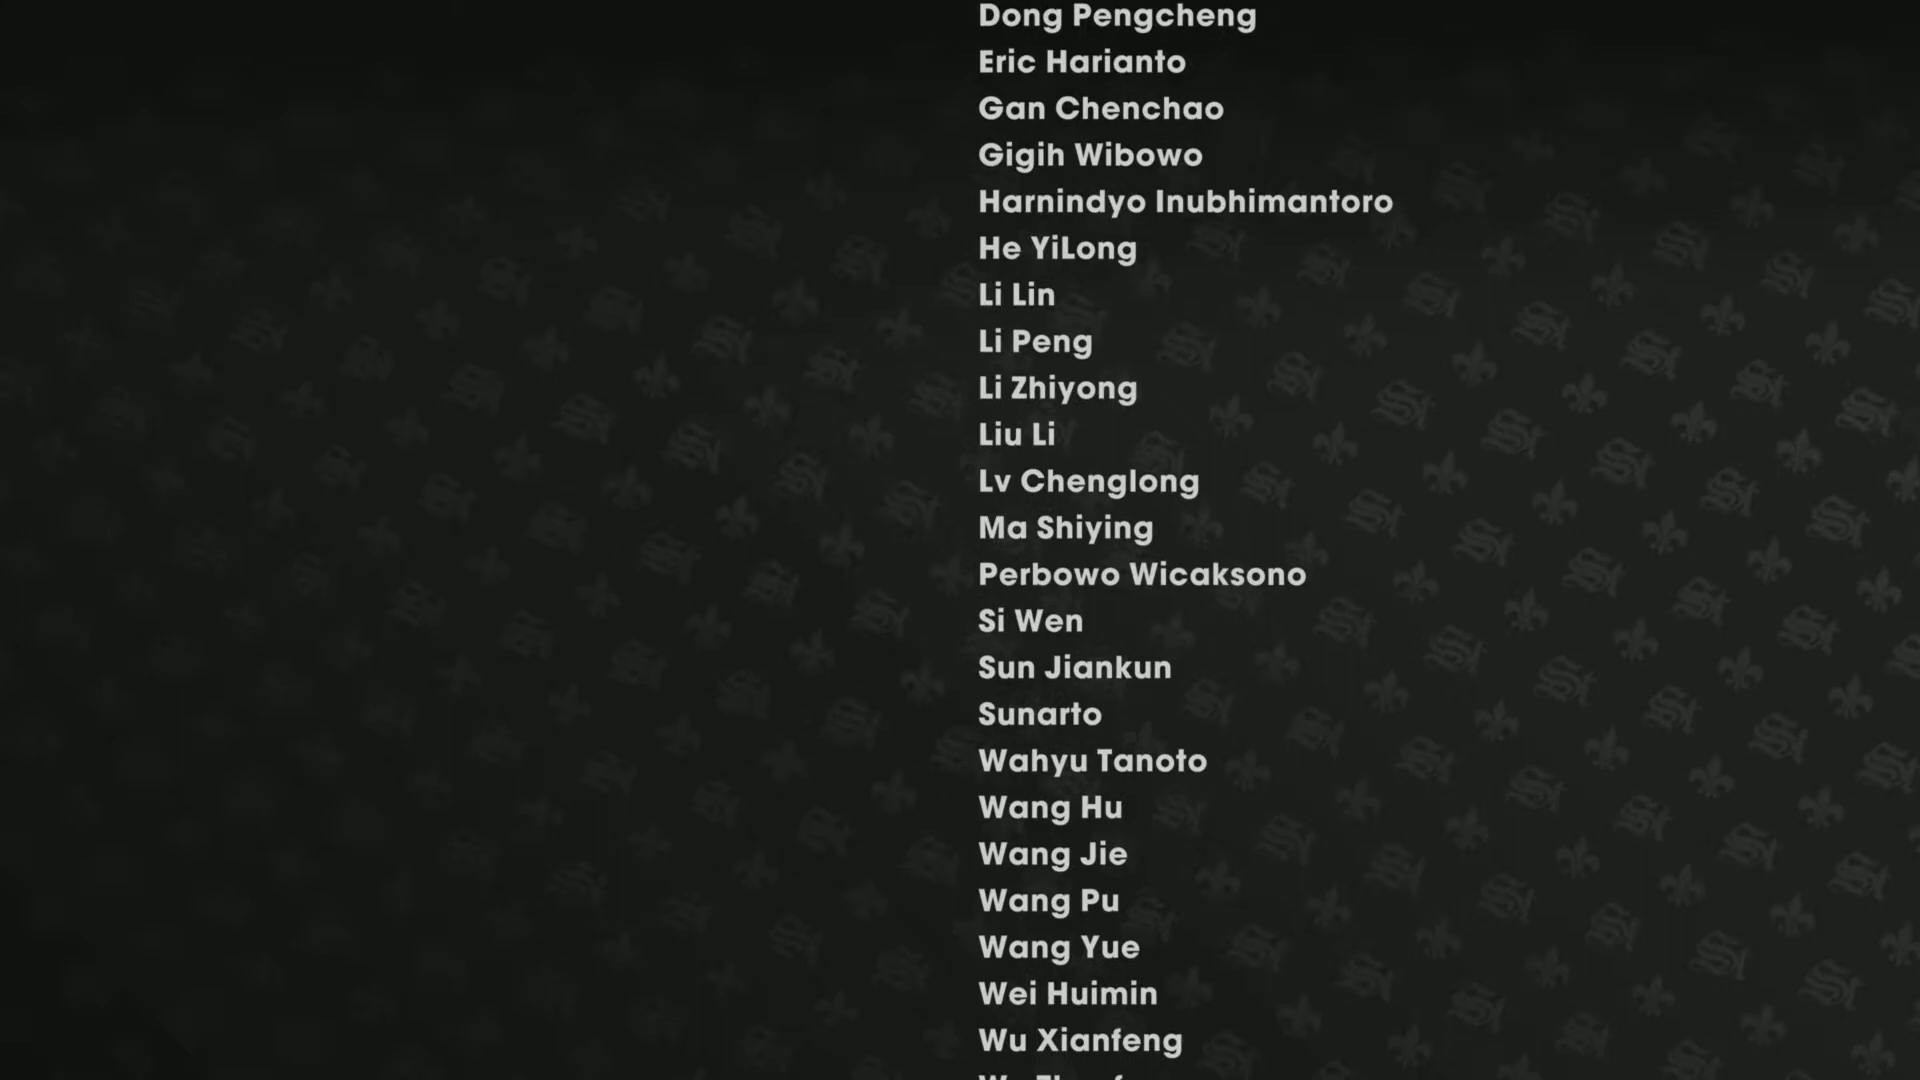 Dong Pengcheng
Eric Harianto
Gan Chenchao
Gigih Wibowo
Harnindyo Inubhimantoro
He YiLong
Li Lin
Li Peng
Li Zhiyong
Liu Li
Lv Chenglong
Ma Shiying
Perbowo Wicaksono
Si Wen
Sun Jiankun
Sunarto
Wahyu Tanoto
Wang Hu
Wang Jie
Wang Pu
Wang Yue
Wei Huimin
Wu Xianfeng